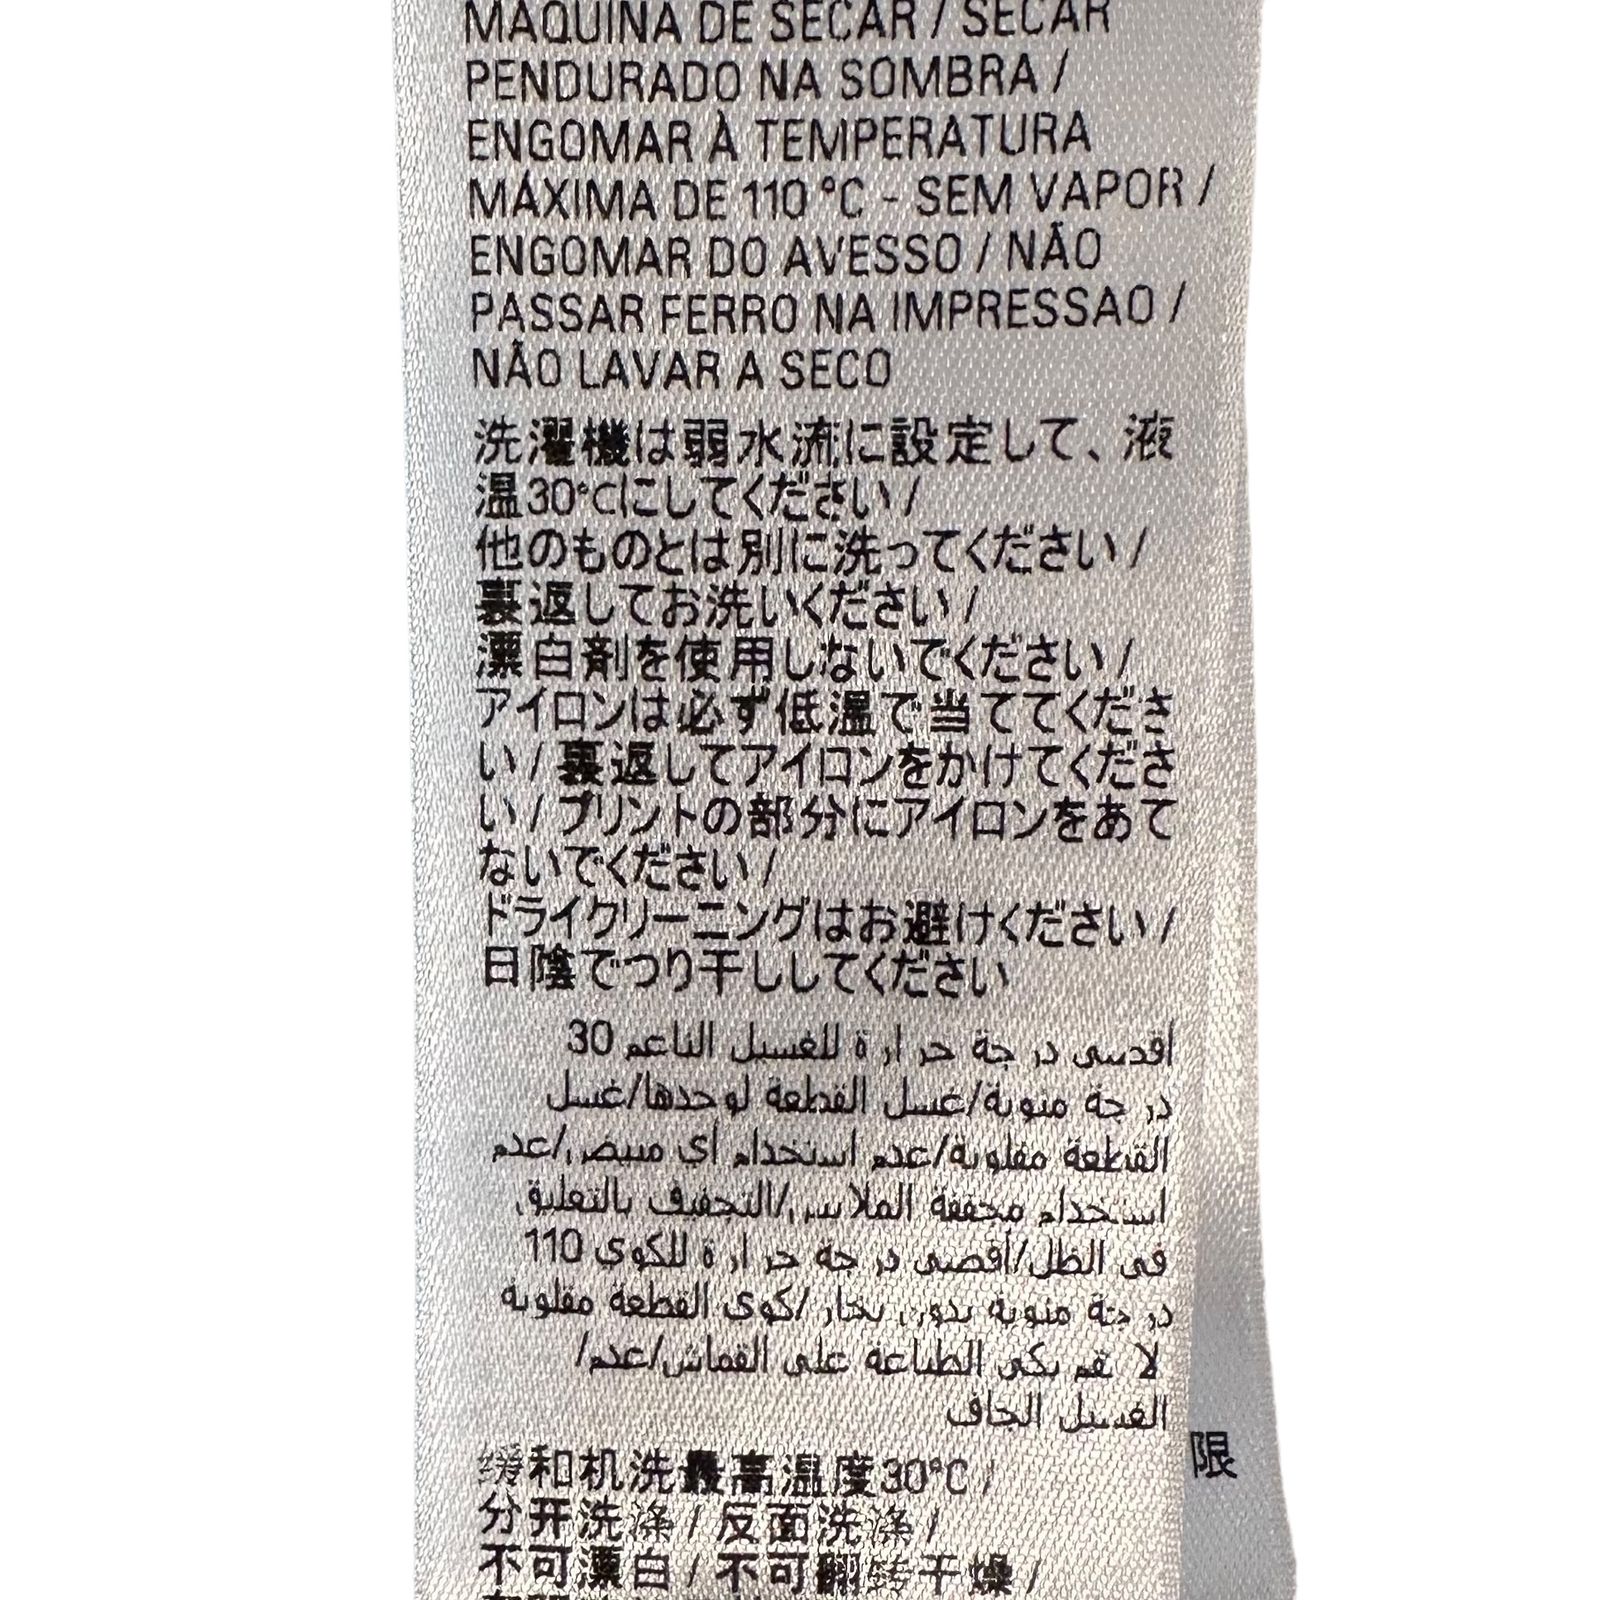 MÁQUINA DE SECAR / SECAR
PENDURADO NA SOMBRA /
ENGOMAR À TEMPERATURA
MÁXIMA DE 110 °C - SEM VAPOR /
ENGOMAR DO AVESSO / NÃO
PASSAR FERRO NA IMPRESSAO /
NÃO LAVAR A SECO
洗濯機は弱水流に設定して、液
温30℃にしてください/
他のものとは別に洗ってください/
裏返してお洗いください/
漂白剤を使用しないでください/
アイロンは必ず低温で当ててくださ
い/ 裏返してアイロンをかけてくださ
い/ プリントの部分にアイロンをあて
ないでください/
ドライクリーニングはお避けください/
日陰でつり干ししてください
أقدسى درجة حرارة للغسيل الناعم 30
درجة مئوية/غسل القطعة لوحدها/غسل
القطعة مقلوبة/عدم استخدام أي مبيض/عدم
استخدام مجففة الملابس/التجفيف بالتعليق
في الظل/أقصى درجة حرارة للكوي 110
درجة مئوية بدون بخار/كوي القطعة مقلوبة
لا تقم بكي الطباعة على القماش/عدم/
الغسيل الجاف
缓和机洗最高温度30℃ /
限
分开洗涤 / 反面洗涤 /
不可漂白 / 不可翻转干燥 /